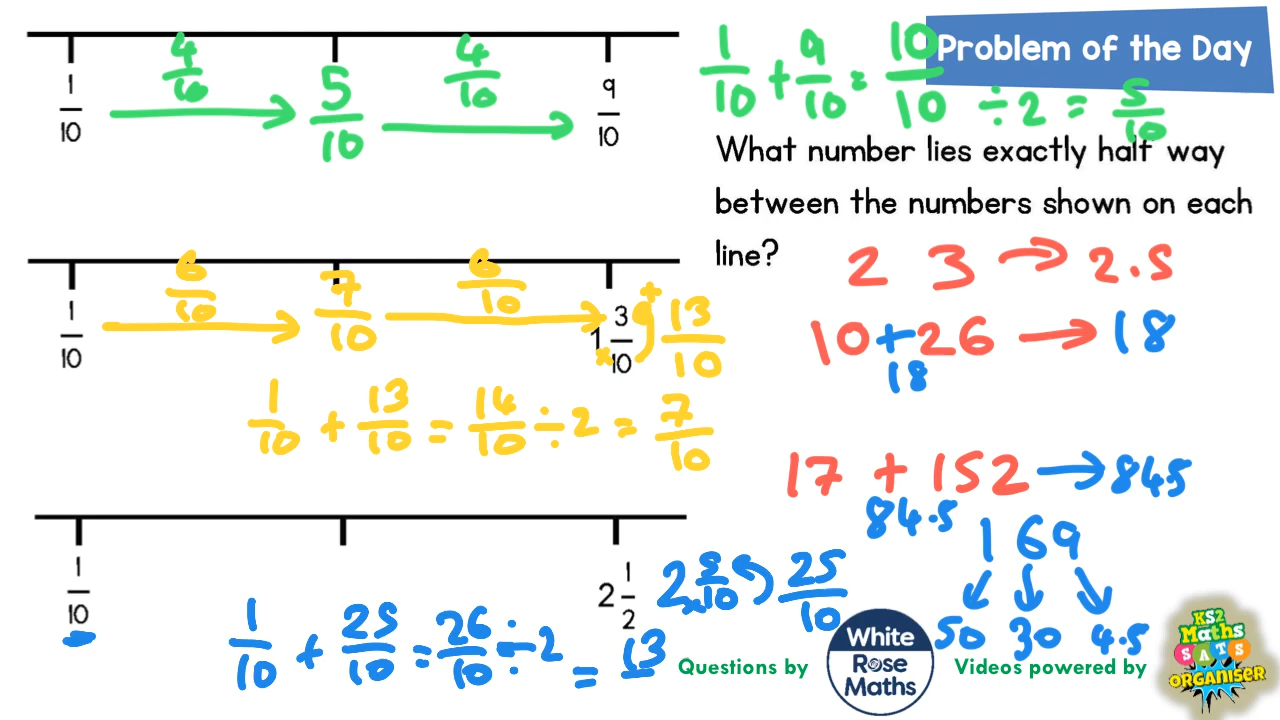 Problem of the Day
1/10 + 9/10 = 10/10 ÷ 2 = 5/10
4/10 4/10
1/10 5/10 9/10
What number lies exactly half way
between the numbers shown on each
line?
2 3 → 2.5
10 + 26 → 18
18
6/10 6/10
1/10 7/10 1 3/10 13/10
x +
1/10 + 13/10 = 14/10 ÷ 2 = 7/10
17 + 152 → 84.5
84.5
169
50 30 4.5
1/10 2 1/2 2 5/10 25/10
x
1/10 + 25/10 = 26/10 ÷ 2 = 13
Questions by
White
Rose
Maths
Videos powered by
KS2
Maths
SATS
ORGANISER